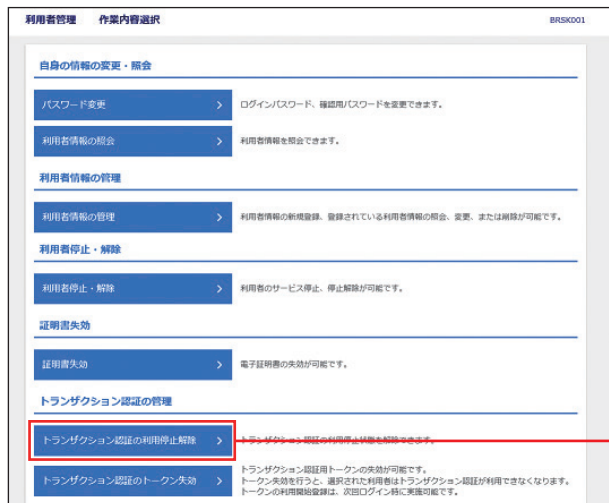 利用者管理 作業内容選択 BRSK001
自身の情報の変更・照会
パスワード変更 ログインパスワード、確認用パスワードを変更できます。
利用者情報の照会 利用者情報を照会できます。
利用者情報の管理
利用者情報の管理 利用者情報の新規登録、登録されている利用者情報の照会、変更、または削除が可能です。
利用者停止・解除
利用者停止・解除 利用者のサービス停止、停止解除が可能です。
証明書失効
証明書失効 電子証明書の失効が可能です。
トランザクション認証の管理
トランザクション認証の利用停止解除 トランザクション認証の利用停止状態を解除できます。
トランザクション認証のトークン失効 トランザクション認証用トークンの失効が可能です。
トークン失効を行うと、選択された利用者はトランザクション認証が利用できなくなります。
トークンの利用開始登録は、次回ログイン時に実施可能です。